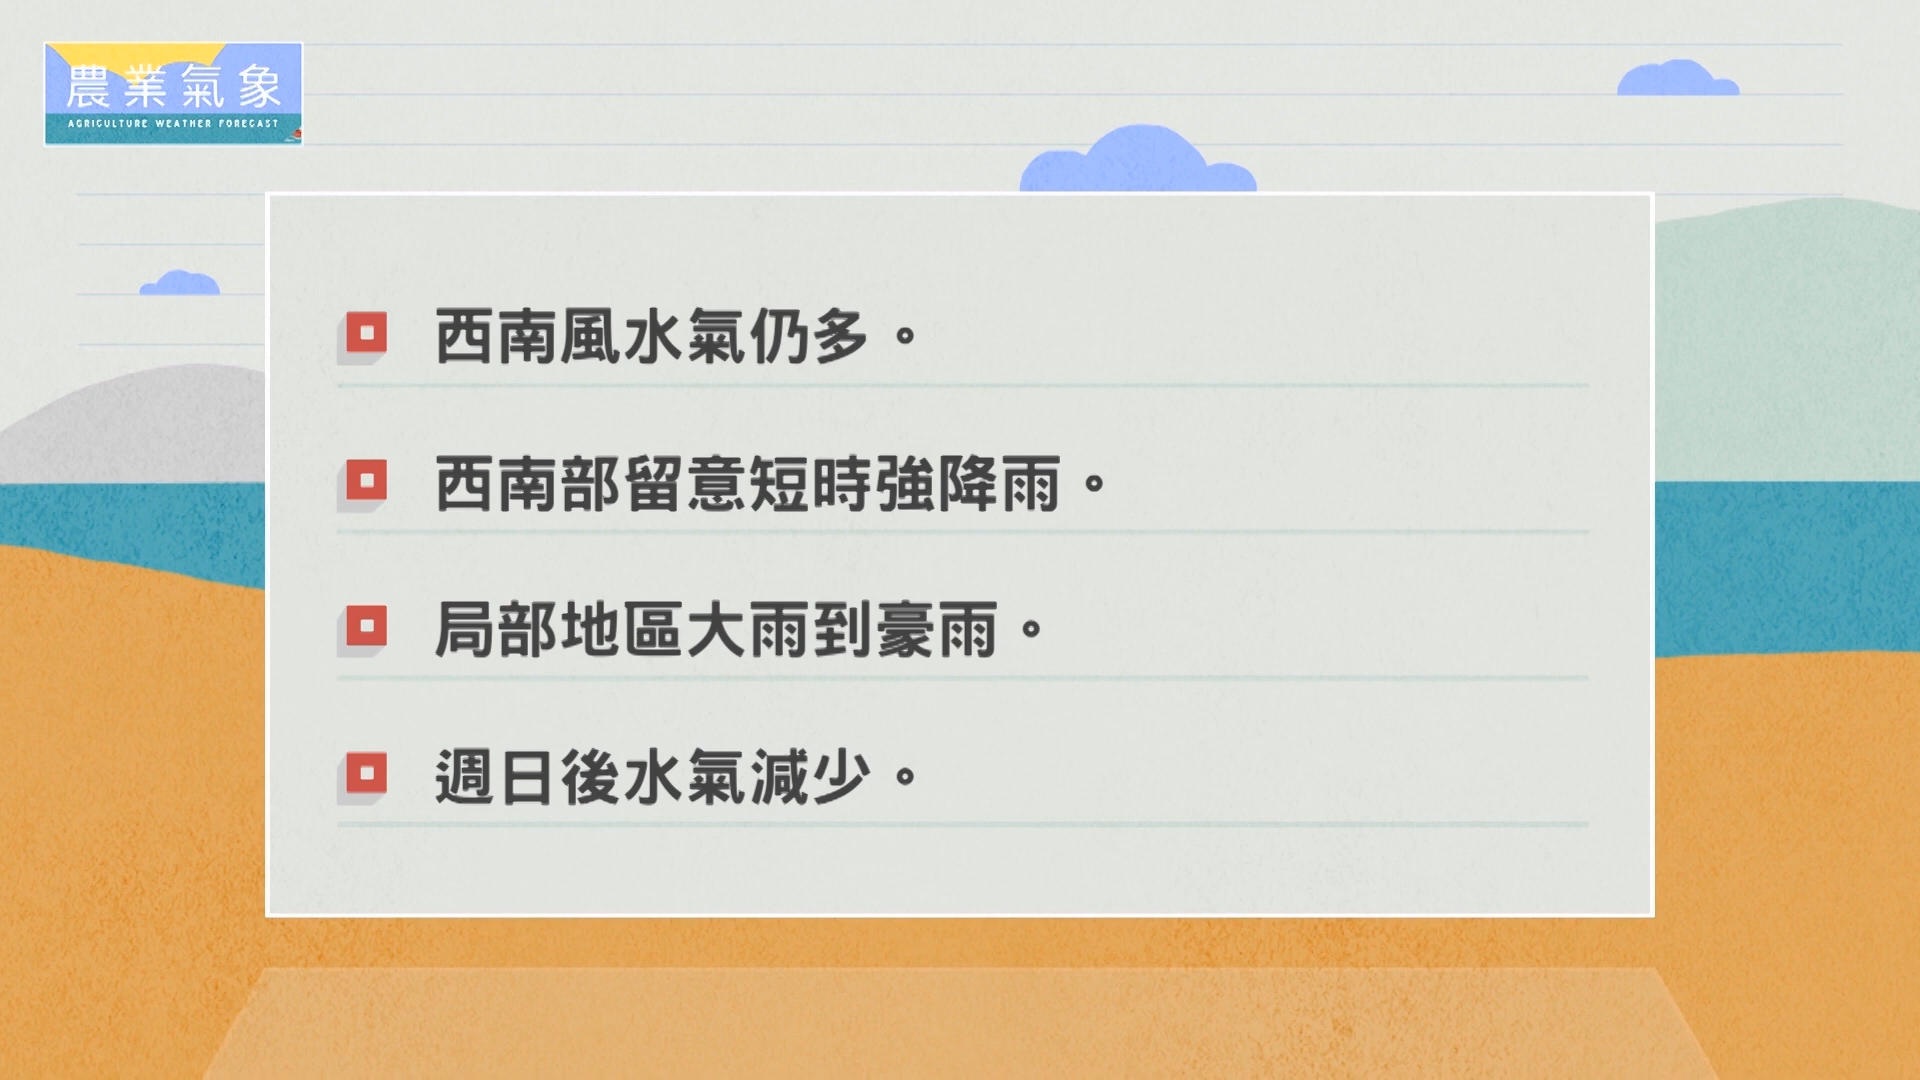 農業氣象
AGRICULTURE WEATHER FORECAST
西南風水氣仍多。
西南部留意短時強降雨。
局部地區大雨到豪雨。
週日後水氣減少。